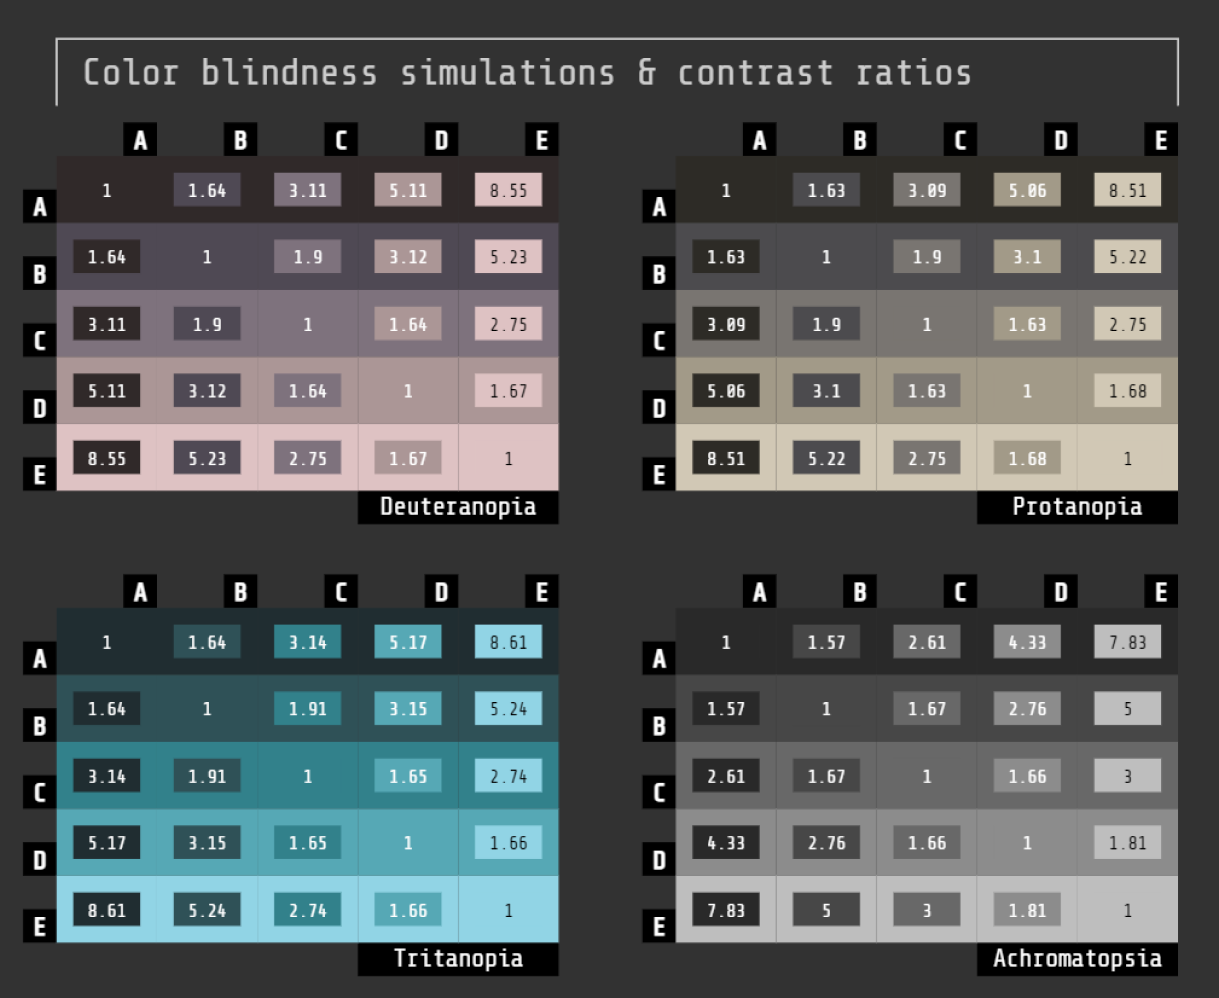 Color blindness simulations & contrast ratios
A B C D E
A 1 1.64 3.11 5.11 8.55
B 1.64 1 1.9 3.12 5.23
C 3.11 1.9 1 1.64 2.75
D 5.11 3.12 1.64 1 1.67
E 8.55 5.23 2.75 1.67 1
Deuteranopia
A B C D E
A 1 1.63 3.09 5.06 8.51
B 1.63 1 1.9 3.1 5.22
C 3.09 1.9 1 1.63 2.75
D 5.06 3.1 1.63 1 1.68
E 8.51 5.22 2.75 1.68 1
Protanopia
A B C D E
A 1 1.64 3.14 5.17 8.61
B 1.64 1 1.91 3.15 5.24
C 3.14 1.91 1 1.65 2.74
D 5.17 3.15 1.65 1 1.66
E 8.61 5.24 2.74 1.66 1
Tritanopia
A B C D E
A 1 1.57 2.61 4.33 7.83
B 1.57 1 1.67 2.76 5
C 2.61 1.67 1 1.66 3
D 4.33 2.76 1.66 1 1.81
E 7.83 5 3 1.81 1
Achromatopsia